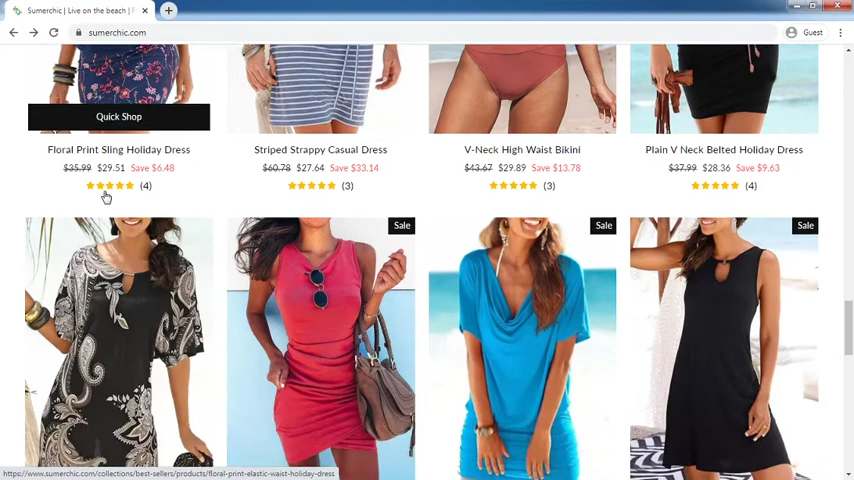 Sumerchic | Live on the beach |
sumerchic.com
Guest
Quick Shop
Floral Print Sling Holiday Dress
$35.99 $29.51 Save $6.48
(4)
Striped Strappy Casual Dress
$60.78 $27.64 Save $33.14
(3)
V-Neck High Waist Bikini
$43.67 $29.89 Save $13.78
(3)
Plain V Neck Belted Holiday Dress
$37.99 $28.36 Save $9.63
(4)
Sale
Sale
Sale
https://www.sumerchic.com/collections/best-sellers/products/floral-print-elastic-waist-holiday-dress